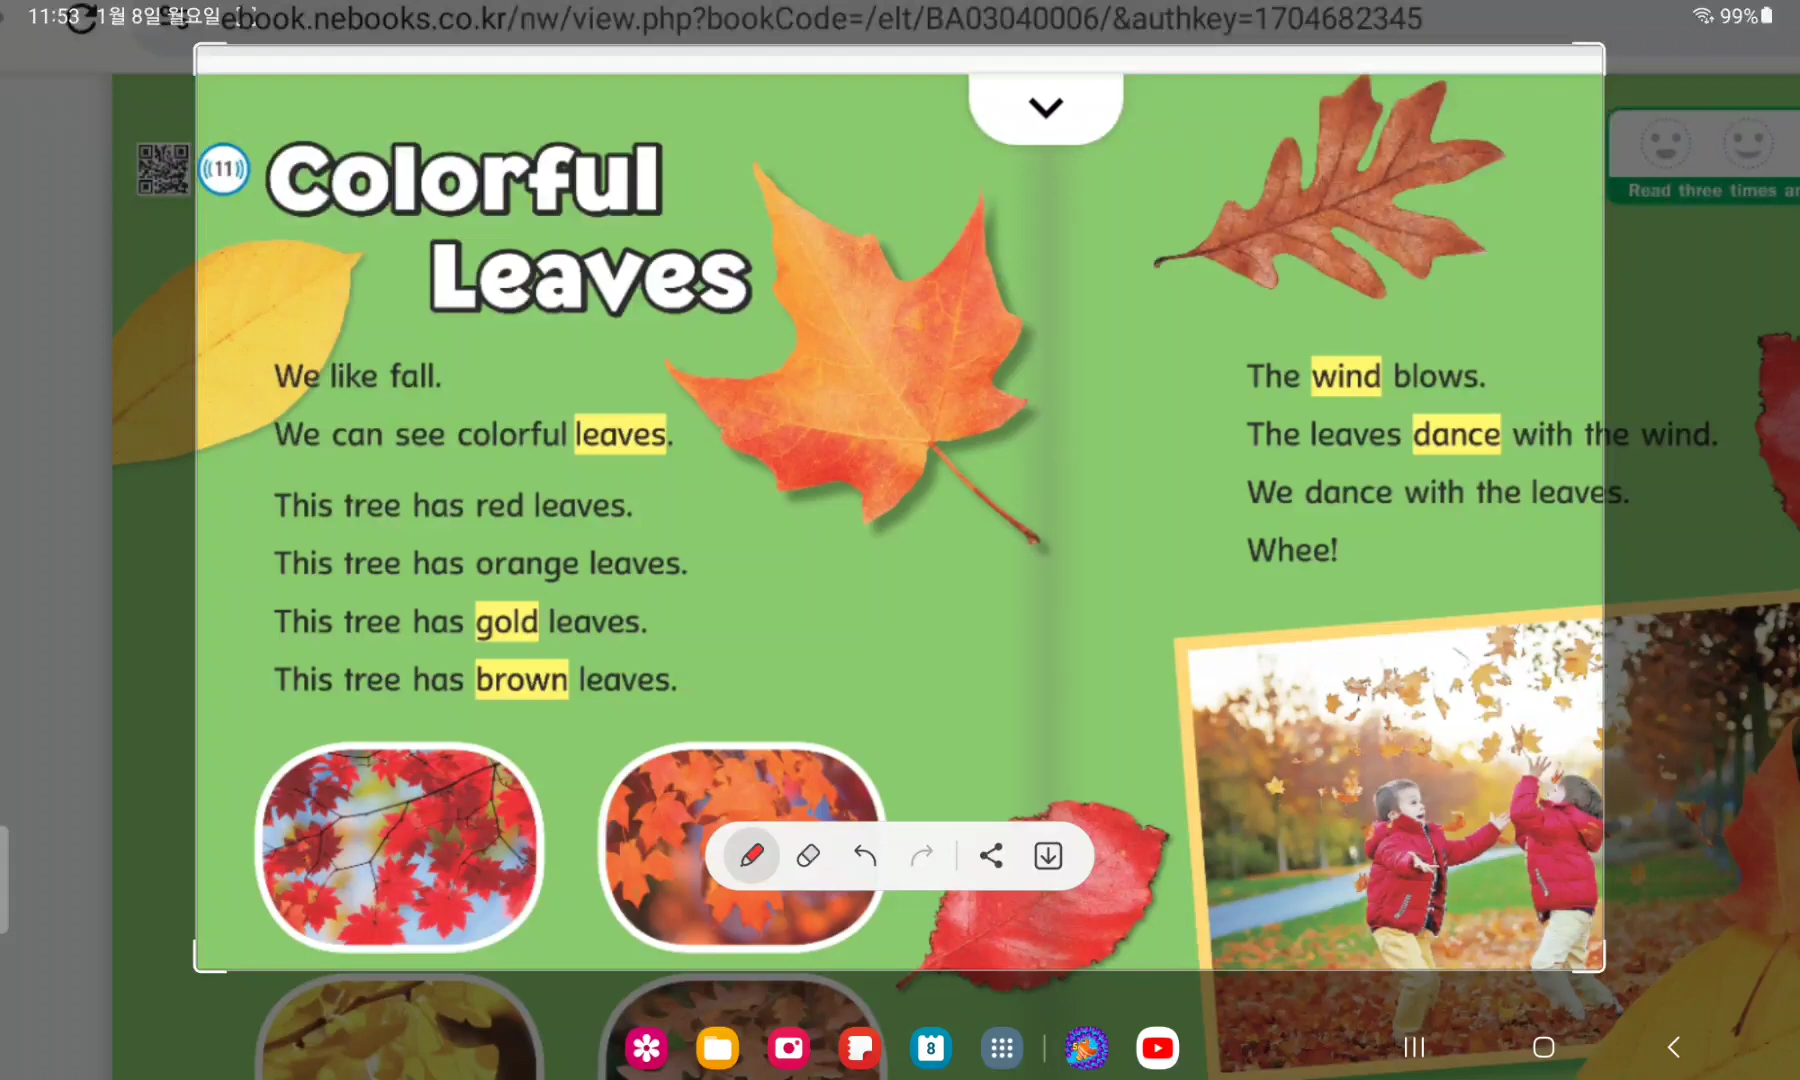 11:53 1월 8일 월요일
ebook.nebooks.co.kr/nw/view.php?bookCode=/elt/BA03040006/&authkey=1704682345
99%
11
Colorful
Leaves
We like fall.
We can see colorful leaves.
This tree has red leaves.
This tree has orange leaves.
This tree has gold leaves.
This tree has brown leaves.
Read three times
The wind blows.
The leaves dance with the wind.
We dance with the leaves.
Whee!
8